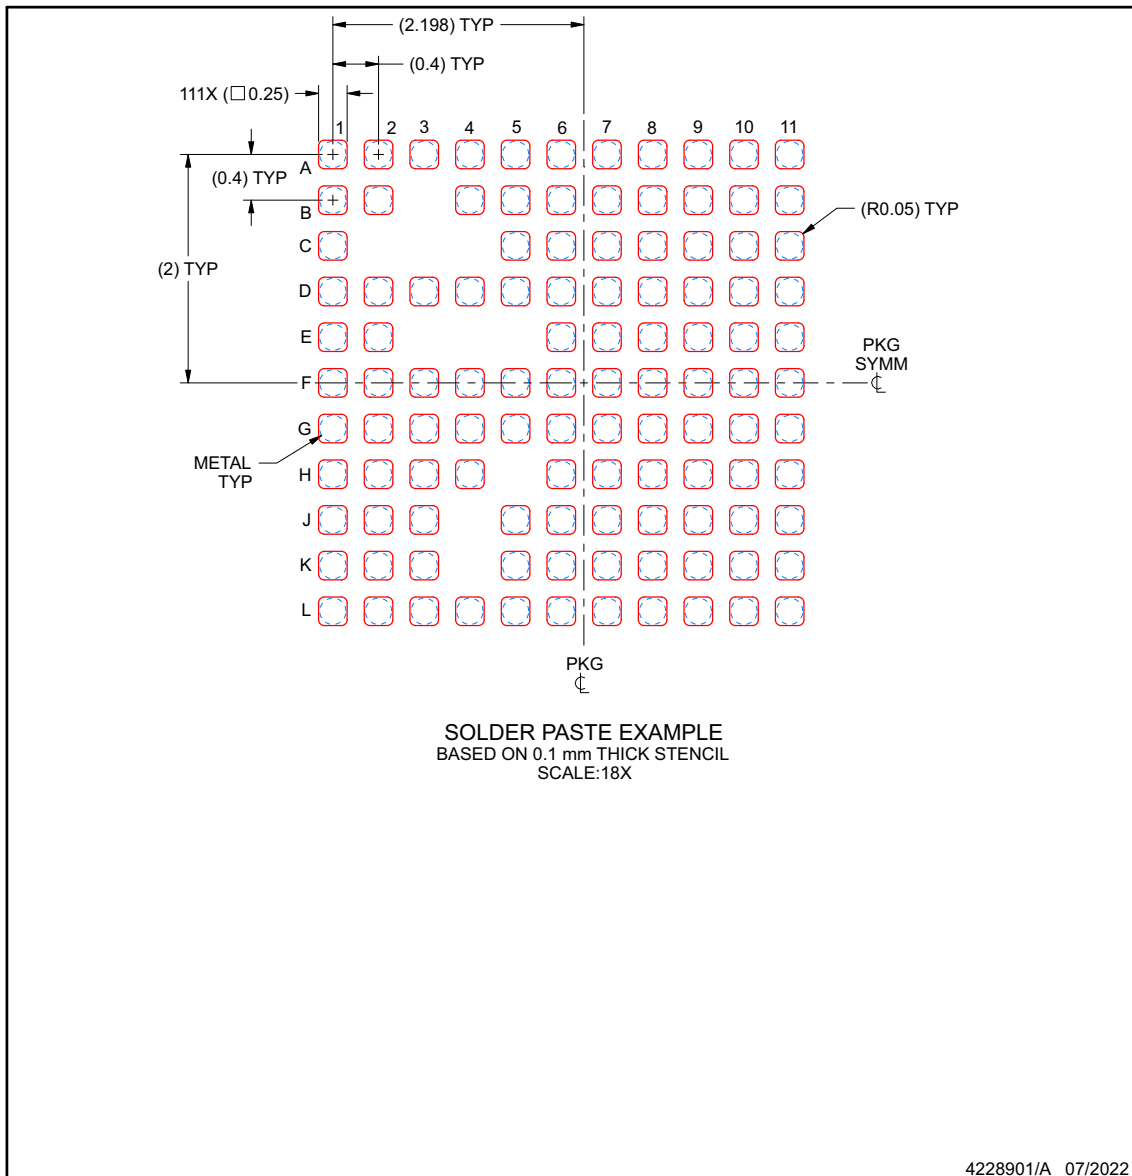 (2.198) TYP
(0.4) TYP
111X (□0.25)
1 2 3 4 5 6 7 8 9 10 11
A
(0.4) TYP
B
(R0.05) TYP
C
(2) TYP
D
E
PKG
SYMM
℄
F
G
METAL
TYP
H
J
K
L
PKG
℄
SOLDER PASTE EXAMPLE
BASED ON 0.1 mm THICK STENCIL
SCALE:18X
4228901/A 07/2022